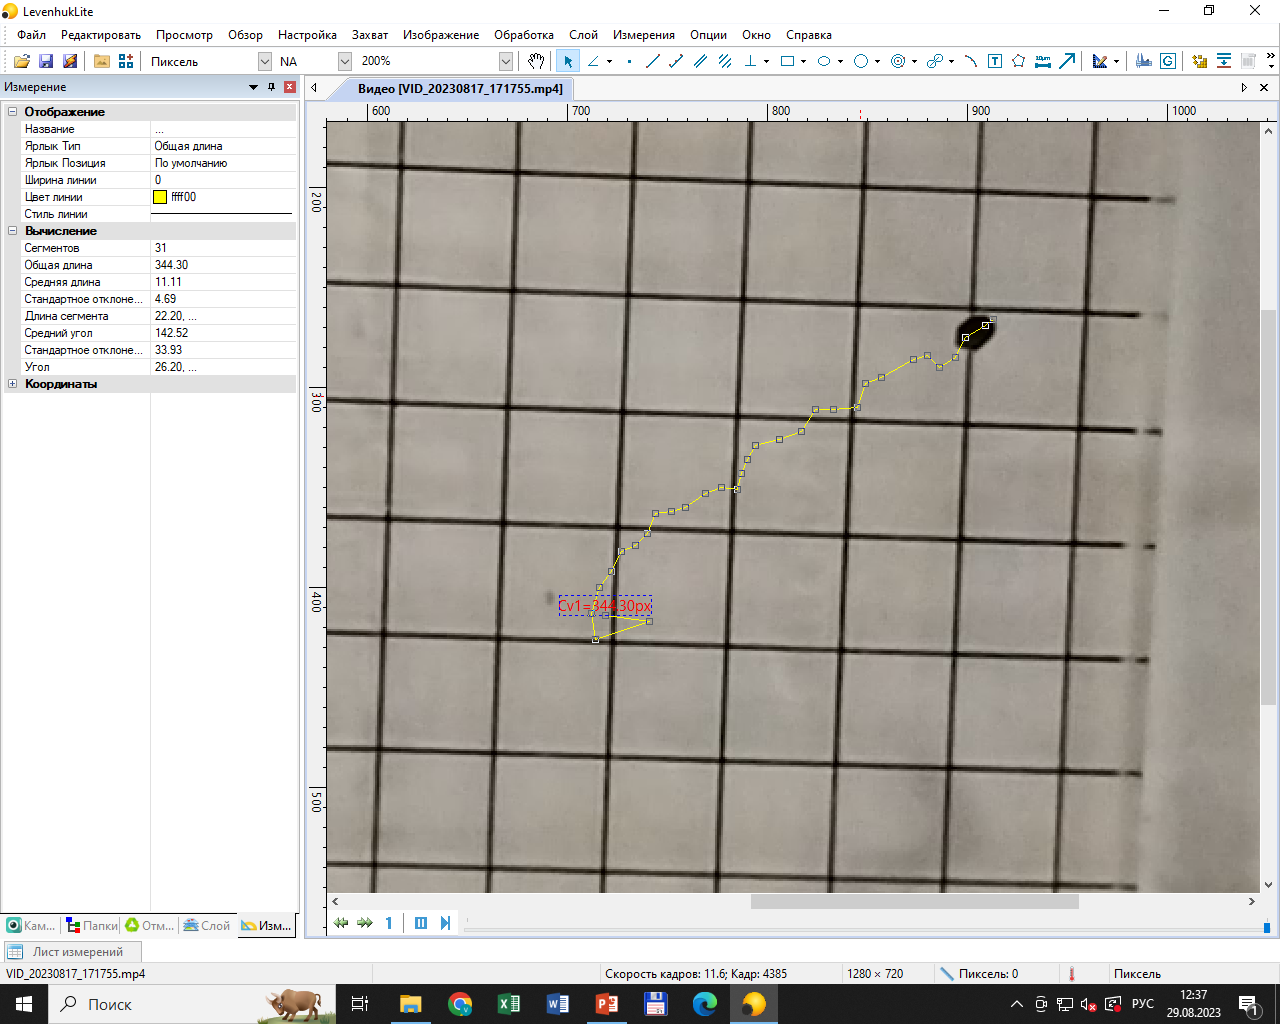 LevenhukLite
Файл Редактировать Просмотр Обзор Настройка Захват Изображение Обработка Слой Измерения Опции Окно Справка
Пиксель NA 200%
Измерение
Видео [VID_20230817_171755.mp4]
600 700 800 900 1000
Отображение
Название ...
Ярлык Тип Общая длина
Ярлык Позиция По умолчанию
Ширина линии 0
Цвет линии ffff00
Стиль линии
Вычисление
Сегментов 31
Общая длина 344.30
Средняя длина 11.11
Стандартное отклоне... 4.69
Длина сегмента 22.20, ...
Средний угол 142.52
Стандартное отклоне... 33.93
Угол 26.20, ...
Координаты
200
300
400
500
Cv1=344.30px
Кам... Папки Отм... Слой Изм...
1
Лист измерений
VID_20230817_171755.mp4 Скорость кадров: 11.6; Кадр: 4385 1280 × 720 Пиксель: 0 Пиксель
Поиск
РУС
12:37
29.08.2023
1